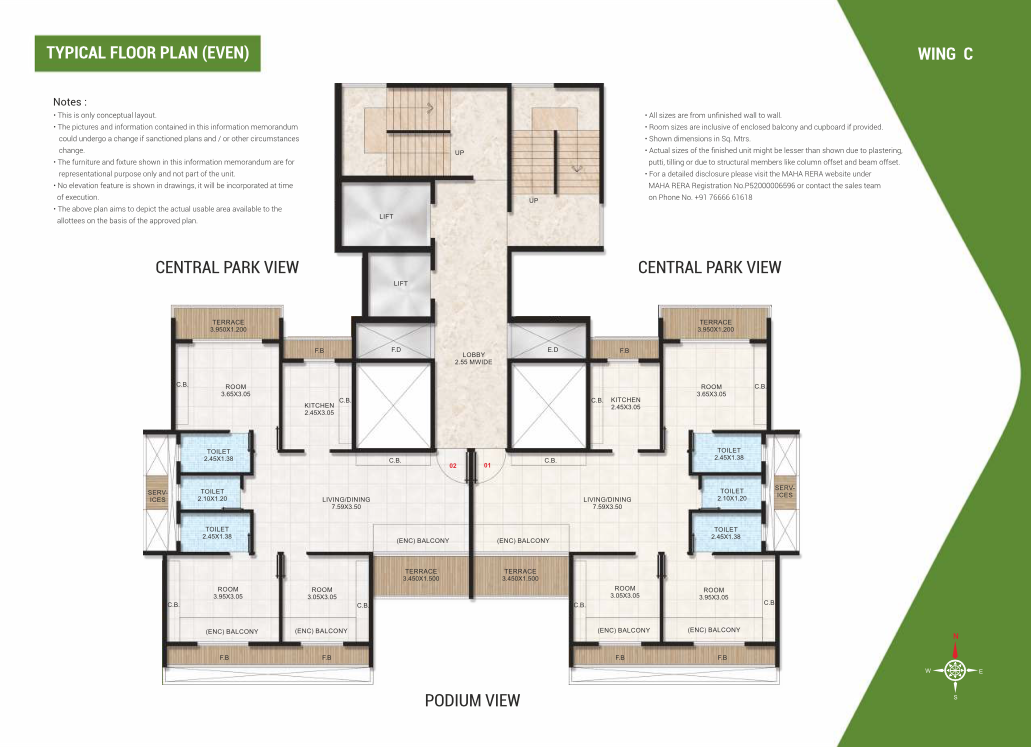 TYPICAL FLOOR PLAN (EVEN)
WING C
Notes :
• This is only conceptual layout.
• The pictures and information contained in this information memorandum
could undergo a change if sanctioned plans and / or other circumstances
change.
• The furniture and fixture shown in this information memorandum are for
representational purpose only and not part of the unit.
• No elevation feature is shown in drawings, it will be incorporated at time
of execution.
• The above plan aims to depict the actual usable area available to the
allottees on the basis of the approved plan.
• All sizes are from unfinished wall to wall.
• Room sizes are inclusive of enclosed balcony and cupboard if provided.
• Shown dimensions in Sq. Mtrs.
• Actual sizes of the finished unit might be lesser than shown due to plastering,
putti, tilling or due to structural members like column offset and beam offset.
• For a detailed disclosure please visit the MAHA RERA website under
MAHA RERA Registration No.P52000006596 or contact the sales team
on Phone No. +91 76666 61618
UP
UP
LIFT
LIFT
CENTRAL PARK VIEW
CENTRAL PARK VIEW
TERRACE
3.950X1.200
TERRACE
3.950X1.200
F.B
F.D
LOBBY
2.55 MWIDE
E.D
F.B
C.B.
ROOM
3.65X3.05
KITCHEN
2.45X3.05
C.B.
C.B.
KITCHEN
2.45X3.05
ROOM
3.65X3.05
C.B.
TOILET
2.45X1.38
C.B.
02
01
C.B.
TOILET
2.45X1.38
SERV-
ICES
TOILET
2.10X1.20
LIVING/DINING
7.59X3.50
LIVING/DINING
7.59X3.50
TOILET
2.10X1.20
SERV-
ICES
TOILET
2.45X1.38
(ENC) BALCONY
(ENC) BALCONY
TOILET
2.45X1.38
TERRACE
3.450X1.500
TERRACE
3.450X1.500
ROOM
3.95X3.05
ROOM
3.05X3.05
ROOM
3.05X3.05
ROOM
3.95X3.05
C.B.
C.B.
C.B.
C.B.
(ENC) BALCONY
(ENC) BALCONY
(ENC) BALCONY
(ENC) BALCONY
F.B
F.B
F.B
F.B
PODIUM VIEW
N
W
E
S